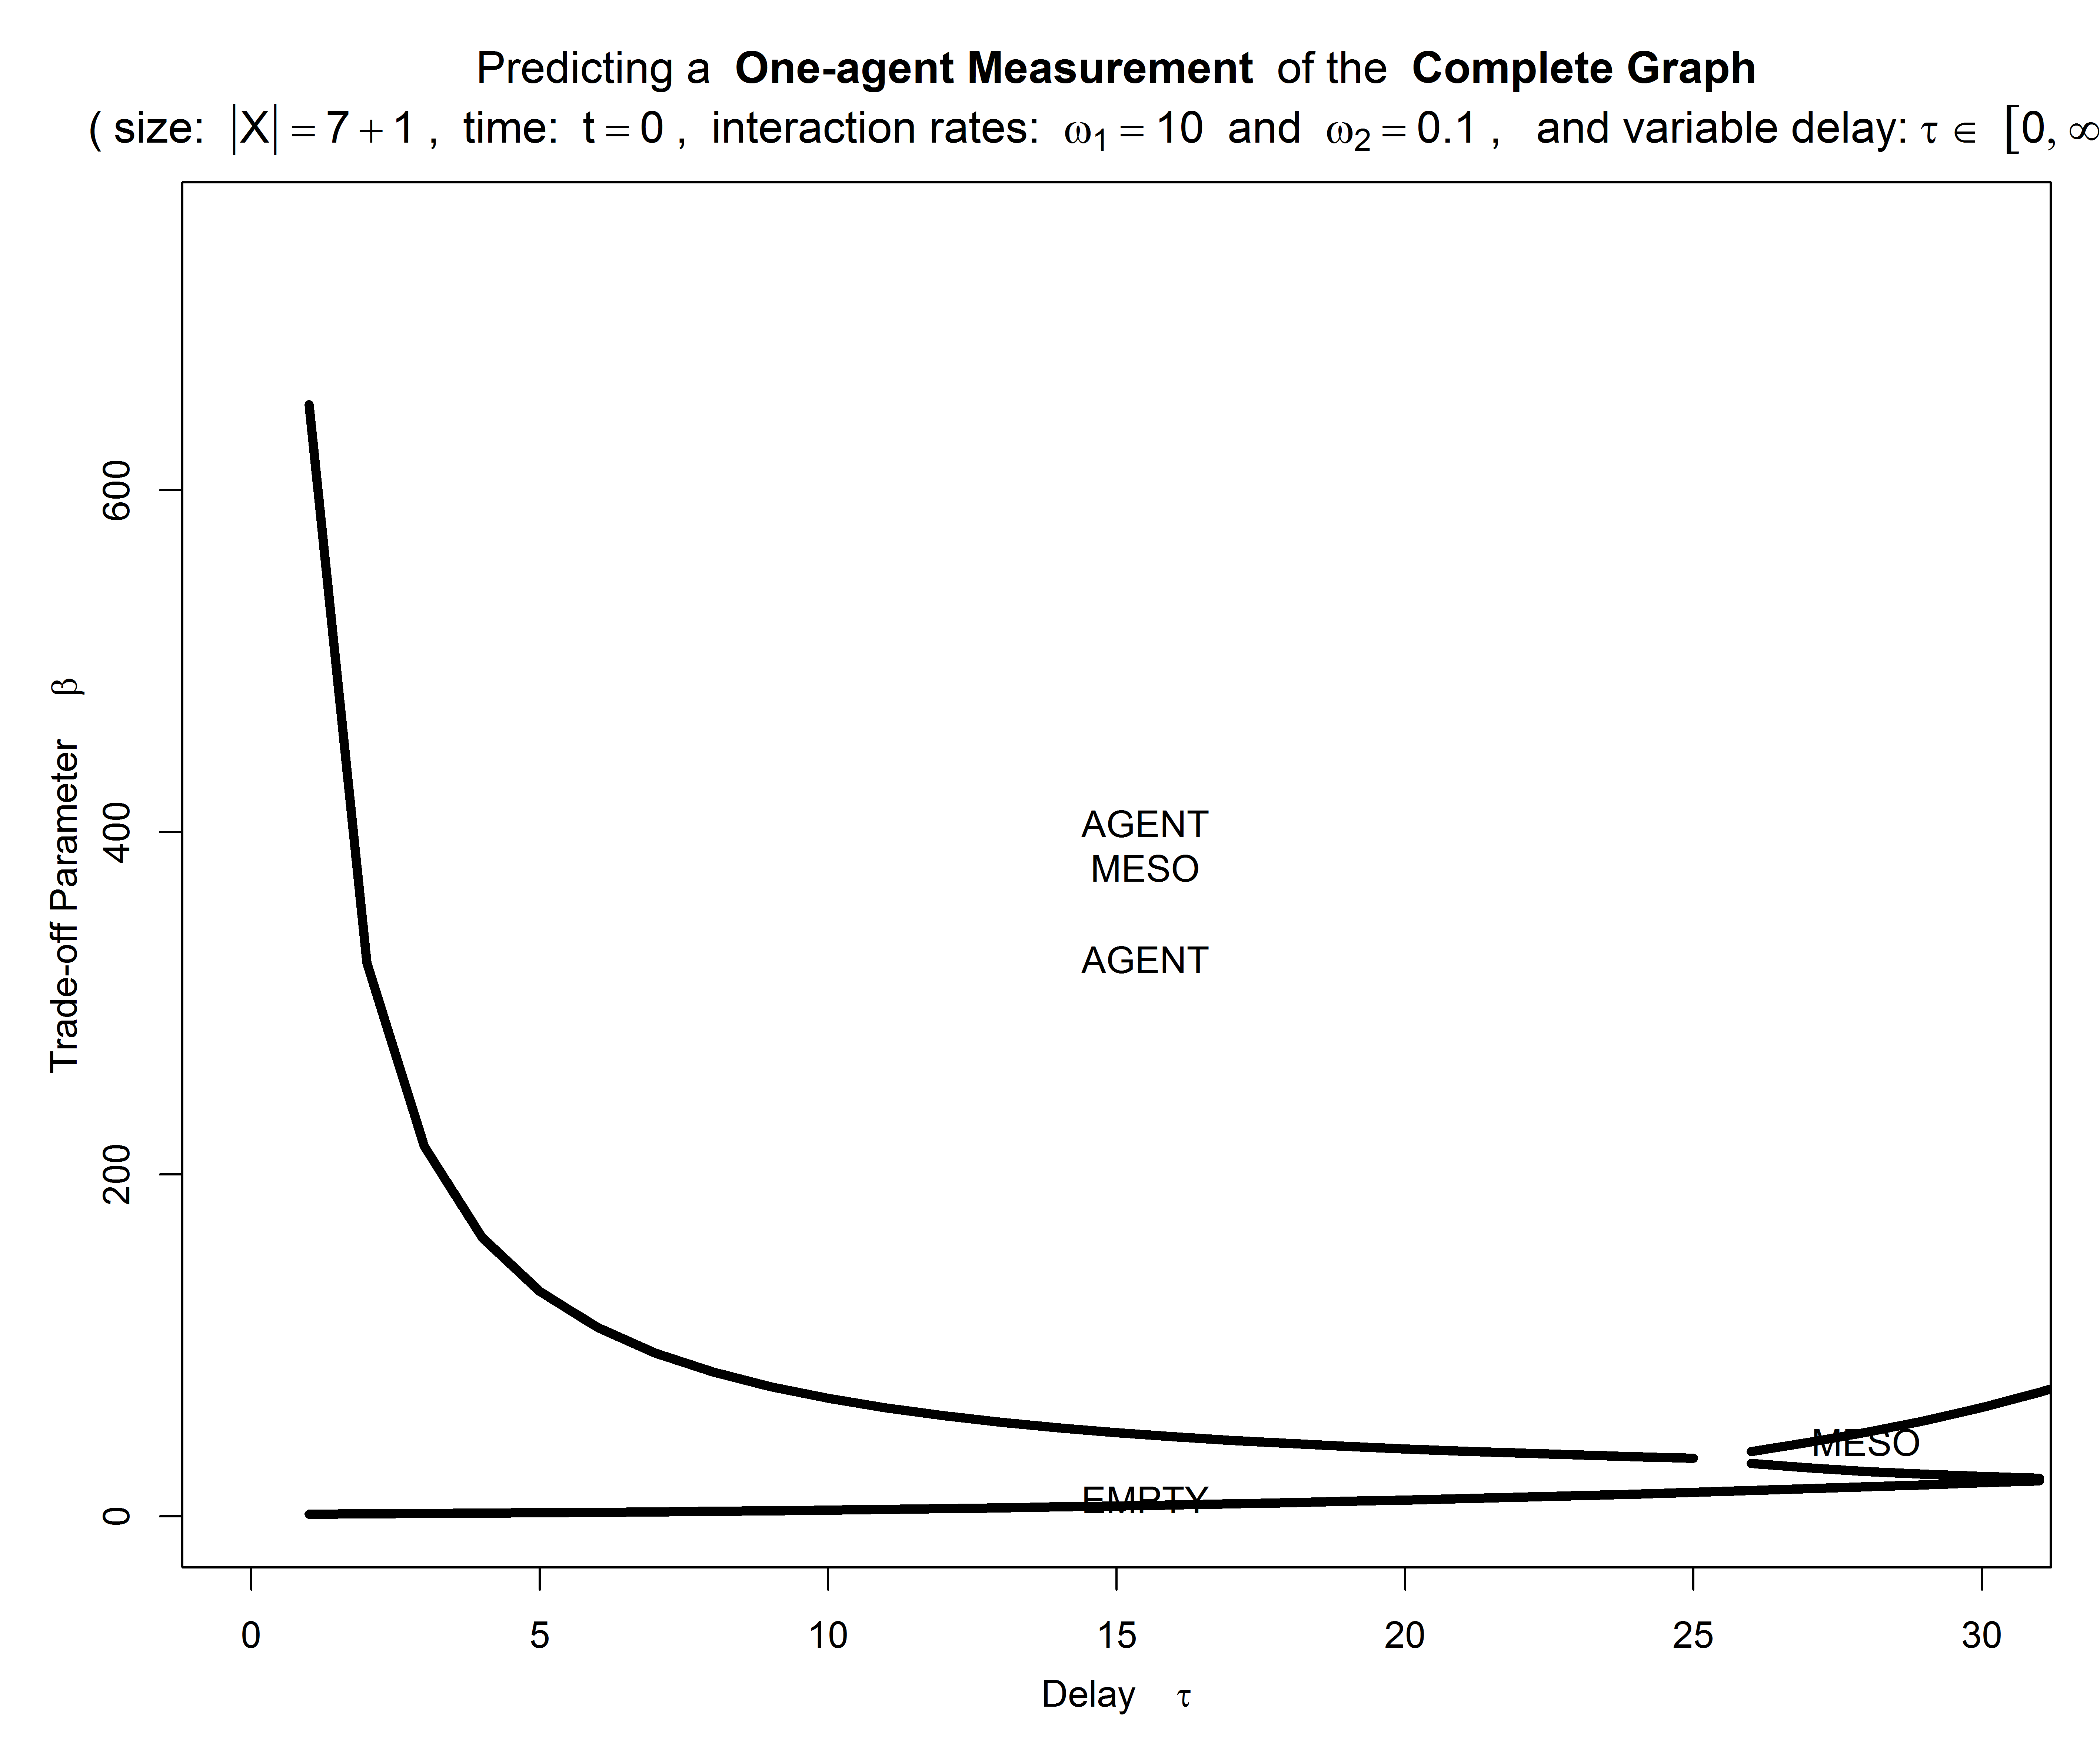 Predicting a One-agent Measurement of the Complete Graph
( size: |X| = 7 + 1 , time: t = 0 , interaction rates: ω₁ = 10 and ω₂ = 0.1 , and variable delay: τ ∈ [0, ∞
Trade-off Parameter β
600
400
200
0
AGENT
MESO
AGENT
MESO
EMPTY
0 5 10 15 20 25 30
Delay τ